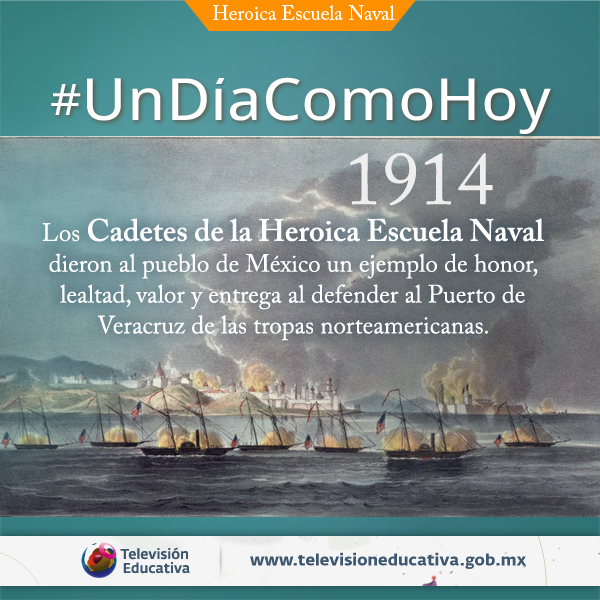 Heroica Escuela Naval
#UnDíaComoHoy
1914
Los Cadetes de la Heroica Escuela Naval
dieron al pueblo de México un ejemplo de honor,
lealtad, valor y entrega al defender al Puerto de
Veracruz de las tropas norteamericanas.
Televisión
Educativa
www.televisioneducativa.gob.mx